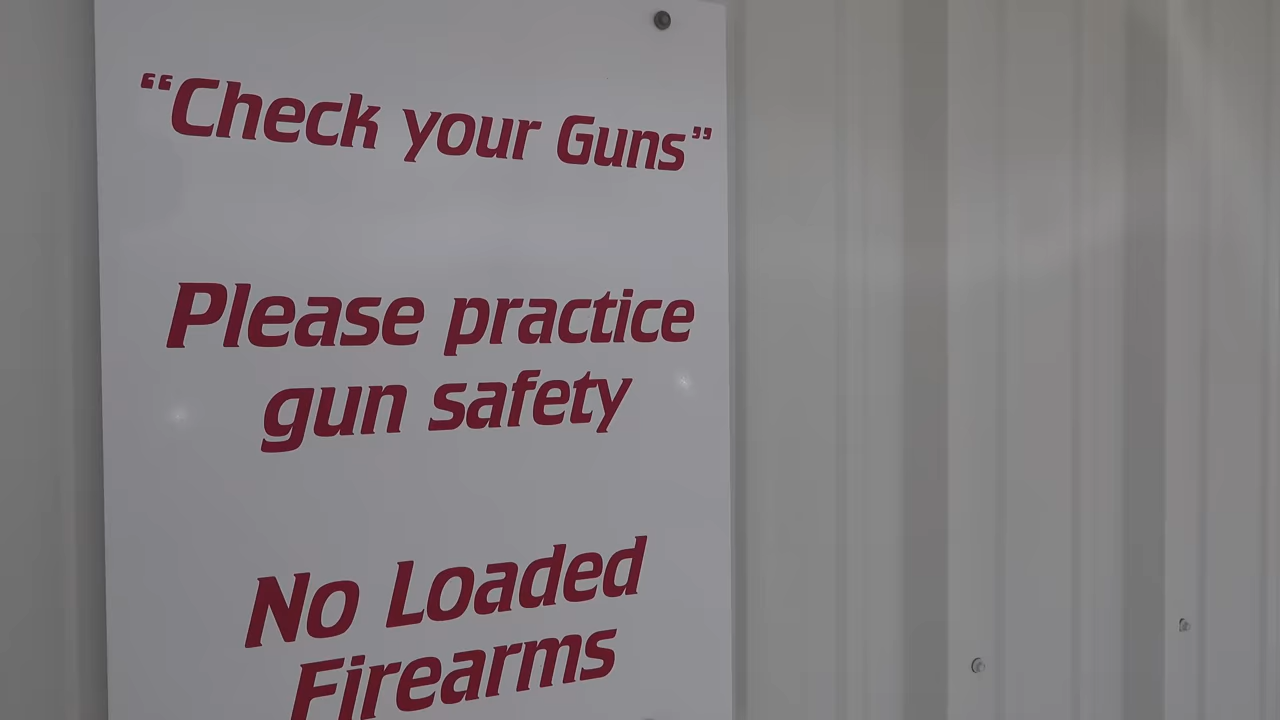 “Check your Guns”
Please practice
gun safety
No Loaded
Firearms